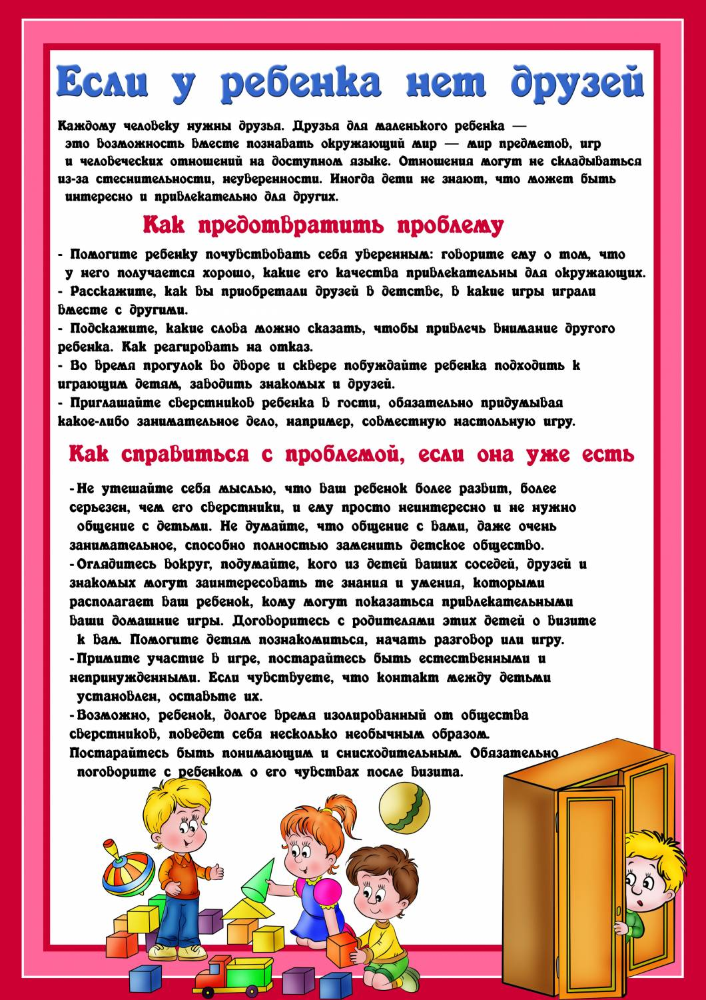 Если у ребенка нет друзей
Каждому человеку нужны друзья. Друзья для маленького ребенка —
это возможность вместе познавать окружающий мир — мир предметов, игр
и человеческих отношений на доступном языке. Отношения могут не складываться
из-за стеснительности, неуверенности. Иногда дети не знают, что может быть
интересно и привлекательно для других.
Как предотвратить проблему
- Помогите ребенку почувствовать себя уверенным: говорите ему о том, что
у него получается хорошо, какие его качества привлекательны для окружающих.
- Расскажите, как вы приобретали друзей в детстве, в какие игры играли
вместе с другими.
- Подскажите, какие слова можно сказать, чтобы привлечь внимание другого
ребенка. Как реагировать на отказ.
- Во время прогулок во дворе и сквере побуждайте ребенка подходить к
играющим детям, заводить знакомых и друзей.
- Приглашайте сверстников ребенка в гости, обязательно придумывая
какое-либо занимательное дело, например, совместную настольную игру.
Как справиться с проблемой, если она уже есть
- Не утешайте себя мыслью, что ваш ребенок более развит, более
серьезен, чем его сверстники, и ему просто неинтересно и не нужно
общение с детьми. Не думайте, что общение с вами, даже очень
занимательное, способно полностью заменить детское общество.
- Оглядитесь вокруг, подумайте, кого из детей ваших соседей, друзей и
знакомых могут заинтересовать те знания и умения, которыми
располагает ваш ребенок, кому могут показаться привлекательными
ваши домашние игры. Договоритесь с родителями этих детей о визите
к вам. Помогите детям познакомиться, начать разговор или игру.
- Примите участие в игре, постарайтесь быть естественными и
непринужденными. Если чувствуете, что контакт между детьми
установлен, оставьте их.
- Возможно, ребенок, долгое время изолированный от общества
сверстников, поведет себя несколько необычным образом.
Постарайтесь быть понимающим и снисходительным. Обязательно
поговорите с ребенком о его чувствах после визита.